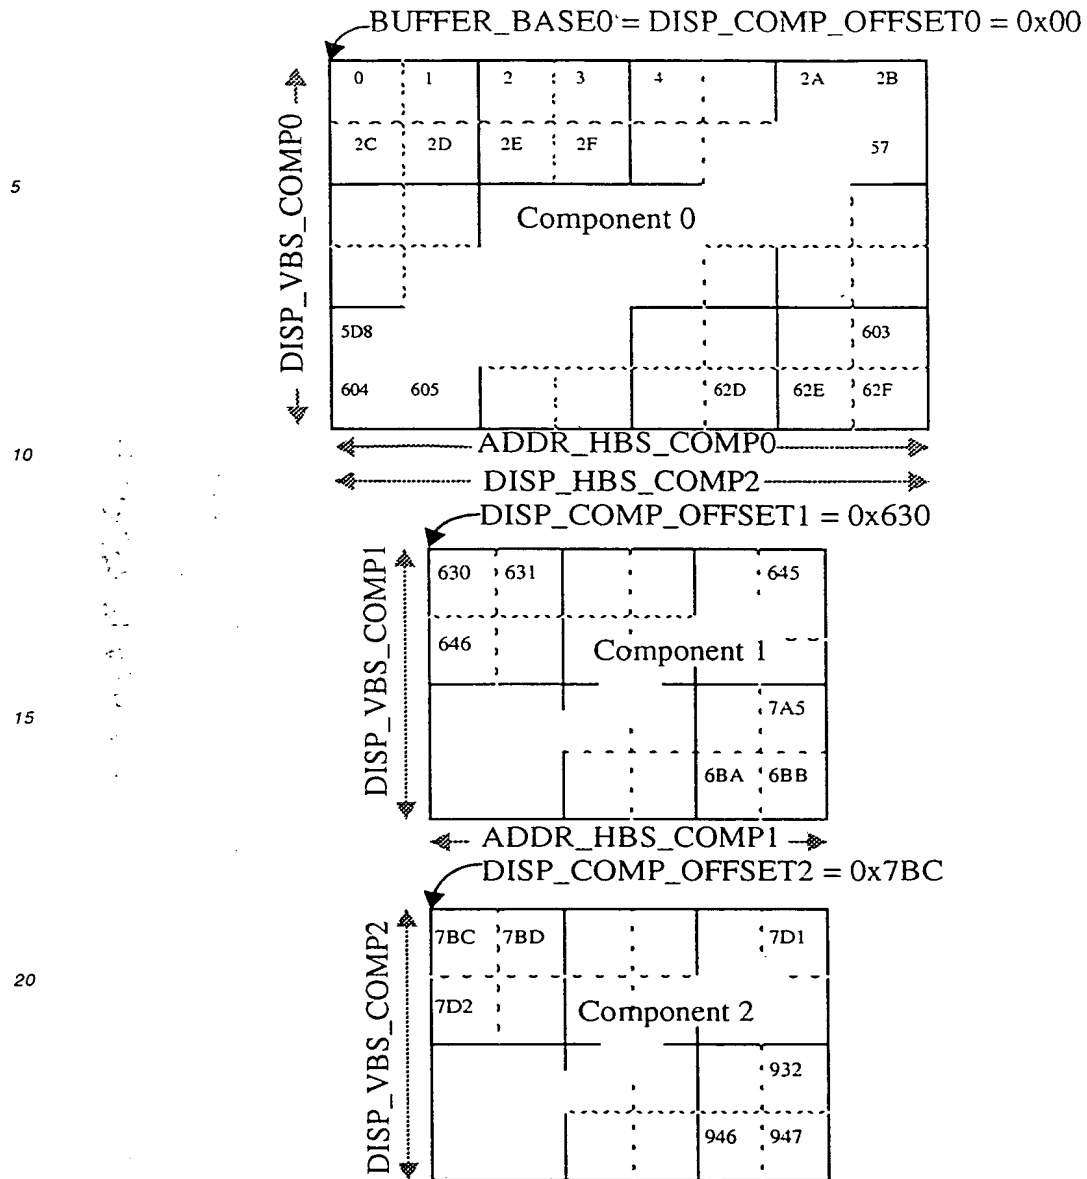 BUFFER_BASE0 = DISP_COMP_OFFSET0 = 0x00
0 1 2 3 4 2A 2B
2C 2D 2E 2F 57
5
DISP_VBS_COMP0
Component 0
5D8 603
604 605 62D 62E 62F
ADDR_HBS_COMP0
10
DISP_HBS_COMP2
DISP_COMP_OFFSET1 = 0x630
630 631 645
DISP_VBS_COMP1
646 Component 1
15
7A5
6BA 6BB
ADDR_HBS_COMP1
DISP_COMP_OFFSET2 = 0x7BC
7BC 7BD 7D1
DISP_VBS_COMP2
20
7D2 Component 2
932
946 947